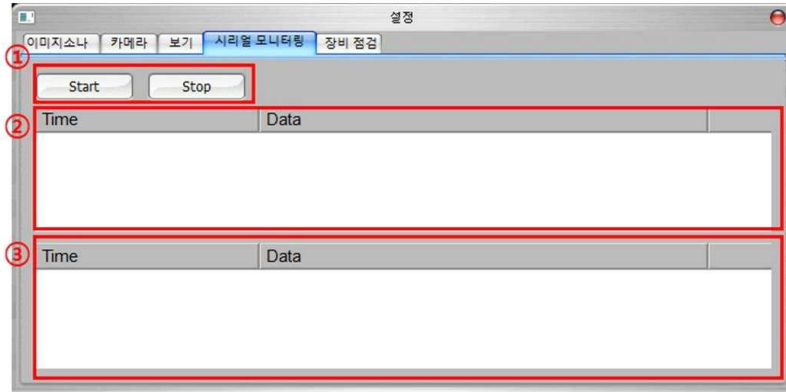 설정
이미지소나 카메라 보기 시리얼 모니터링 장비 점검
①
Start Stop
②
Time Data
③
Time Data